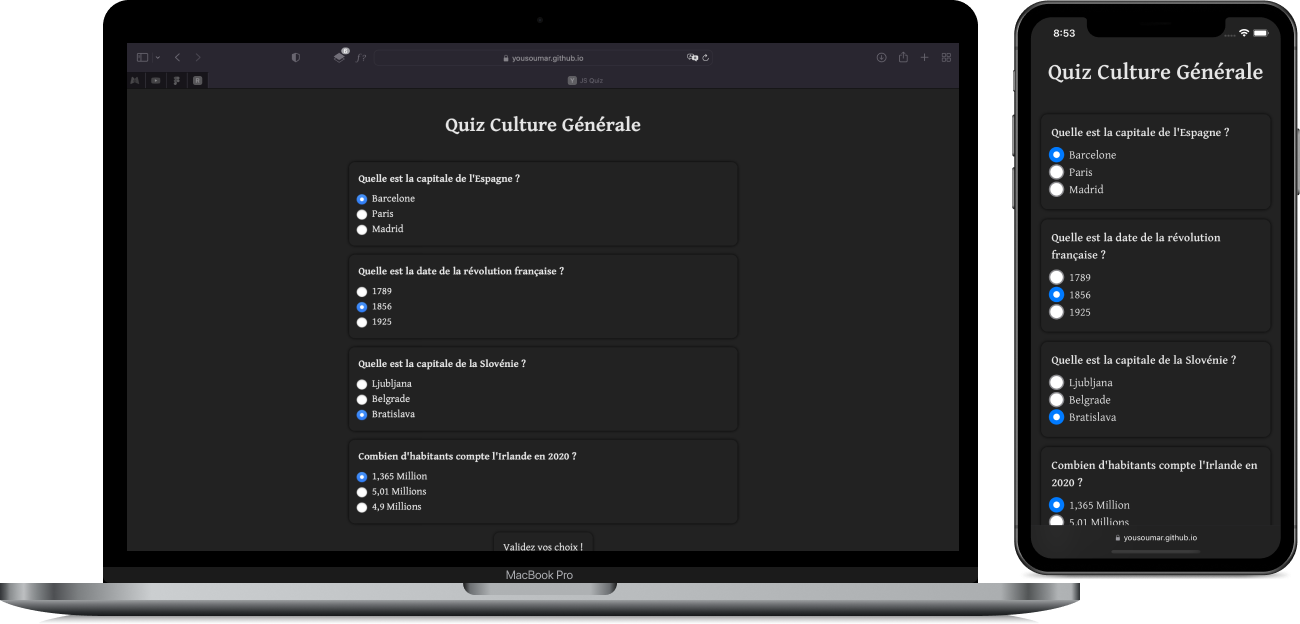 6
ƒ?
yousoumar.github.io
Y JS Quiz
Quiz Culture Générale
Quelle est la capitale de l'Espagne ?
Barcelone
Paris
Madrid
Quelle est la date de la révolution française ?
1789
1856
1925
Quelle est la capitale de la Slovénie ?
Ljubljana
Belgrade
Bratislava
Combien d'habitants compte l'Irlande en 2020 ?
1,365 Million
5,01 Millions
4,9 Millions
Validez vos choix !
MacBook Pro
8:53
Quiz Culture Générale
Quelle est la capitale de l'Espagne ?
Barcelone
Paris
Madrid
Quelle est la date de la révolution
française ?
1789
1856
1925
Quelle est la capitale de la Slovénie ?
Ljubljana
Belgrade
Bratislava
Combien d'habitants compte l'Irlande en
2020 ?
1,365 Million
5,01 Millions
yousoumar.github.io